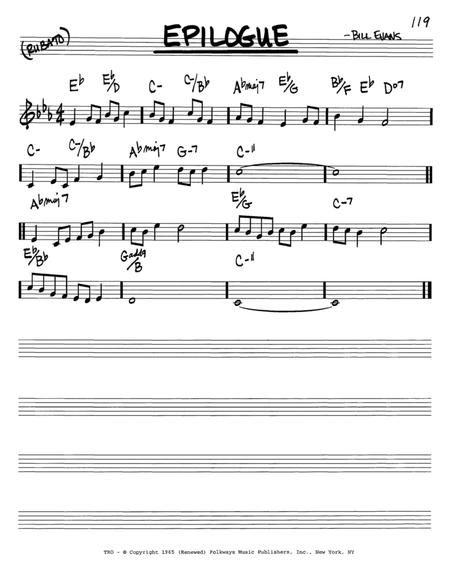 119
(RUBATO)
EPILOGUE
-BILL EVANS
E♭ E♭/D C- C-/B♭ A♭maj7 E♭/G B♭/F E♭ D°7
C- C-/B♭ A♭maj7 G-7 C-11
A♭maj7 E♭/G C-7
E♭/B♭ Gadd9/B C-11
TRO - © Copyright 1965 (Renewed) Folkways Music Publishers, Inc., New York, NY